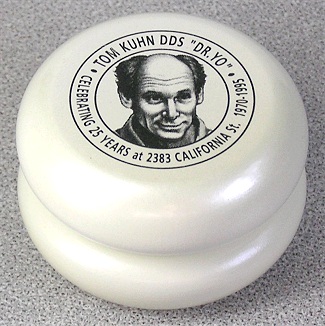 • TOM KUHN DDS "DR. YO" •
CELEBRATING 25 YEARS at 2383 CALIFORNIA St. 1970-1995